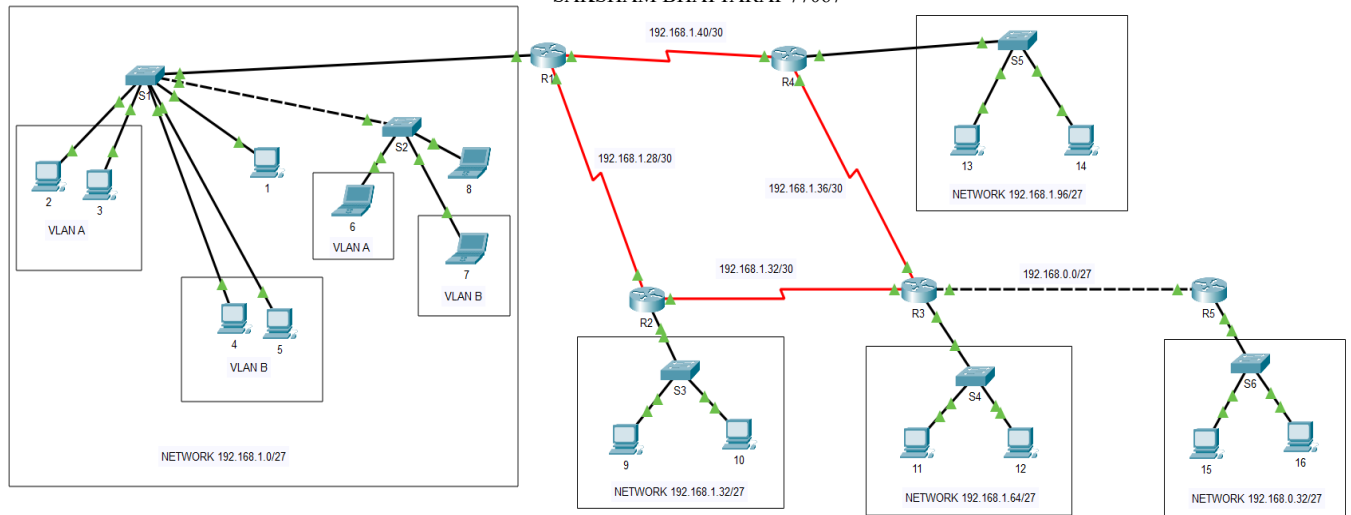 192.168.1.40/30
R1
R4
S5
S1
S2
13
14
NETWORK 192.168.1.96/27
192.168.1.28/30
192.168.1.36/30
1
2
3
VLAN A
8
6
VLAN A
7
VLAN B
4
5
VLAN B
NETWORK 192.168.1.0/27
192.168.1.32/30
192.168.0.0/27
R2
R3
R5
S3
9
10
NETWORK 192.168.1.32/27
S4
11
12
NETWORK 192.168.1.64/27
S6
15
16
NETWORK 192.168.0.32/27